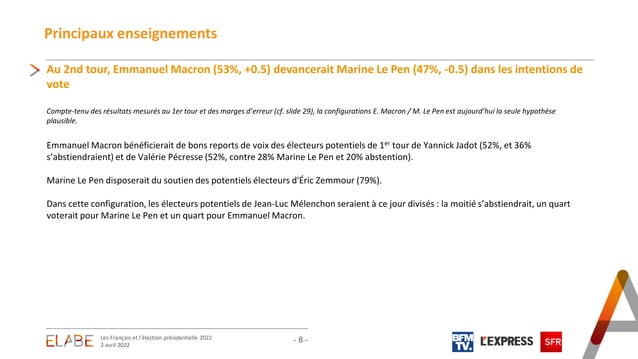 Principaux enseignements
Au 2nd tour, Emmanuel Macron (53%, +0.5) devancerait Marine Le Pen (47%, -0.5) dans les intentions de
vote
Compte-tenu des résultats mesurés au 1er tour et des marges d'erreur (cf. slide 29), la configurations E. Macron / M. Le Pen est aujourd'hui la seule hypothèse
plausible.
Emmanuel Macron bénéficierait de bons reports de voix des électeurs potentiels de 1er tour de Yannick Jadot (52%, et 36%
s'abstiendraient) et de Valérie Pécresse (52%, contre 28% Marine Le Pen et 20% abstention).
Marine Le Pen disposerait du soutien des potentiels électeurs d'Éric Zemmour (79%).
Dans cette configuration, les électeurs potentiels de Jean-Luc Mélenchon seraient à ce jour divisés : la moitié s'abstiendrait, un quart
voterait pour Marine Le Pen et un quart pour Emmanuel Macron.
ELABE
Les Français et l'élection présidentielle 2022
2 avril 2022
- 8 -
BFM
TV.
L'EXPRESS
SFR